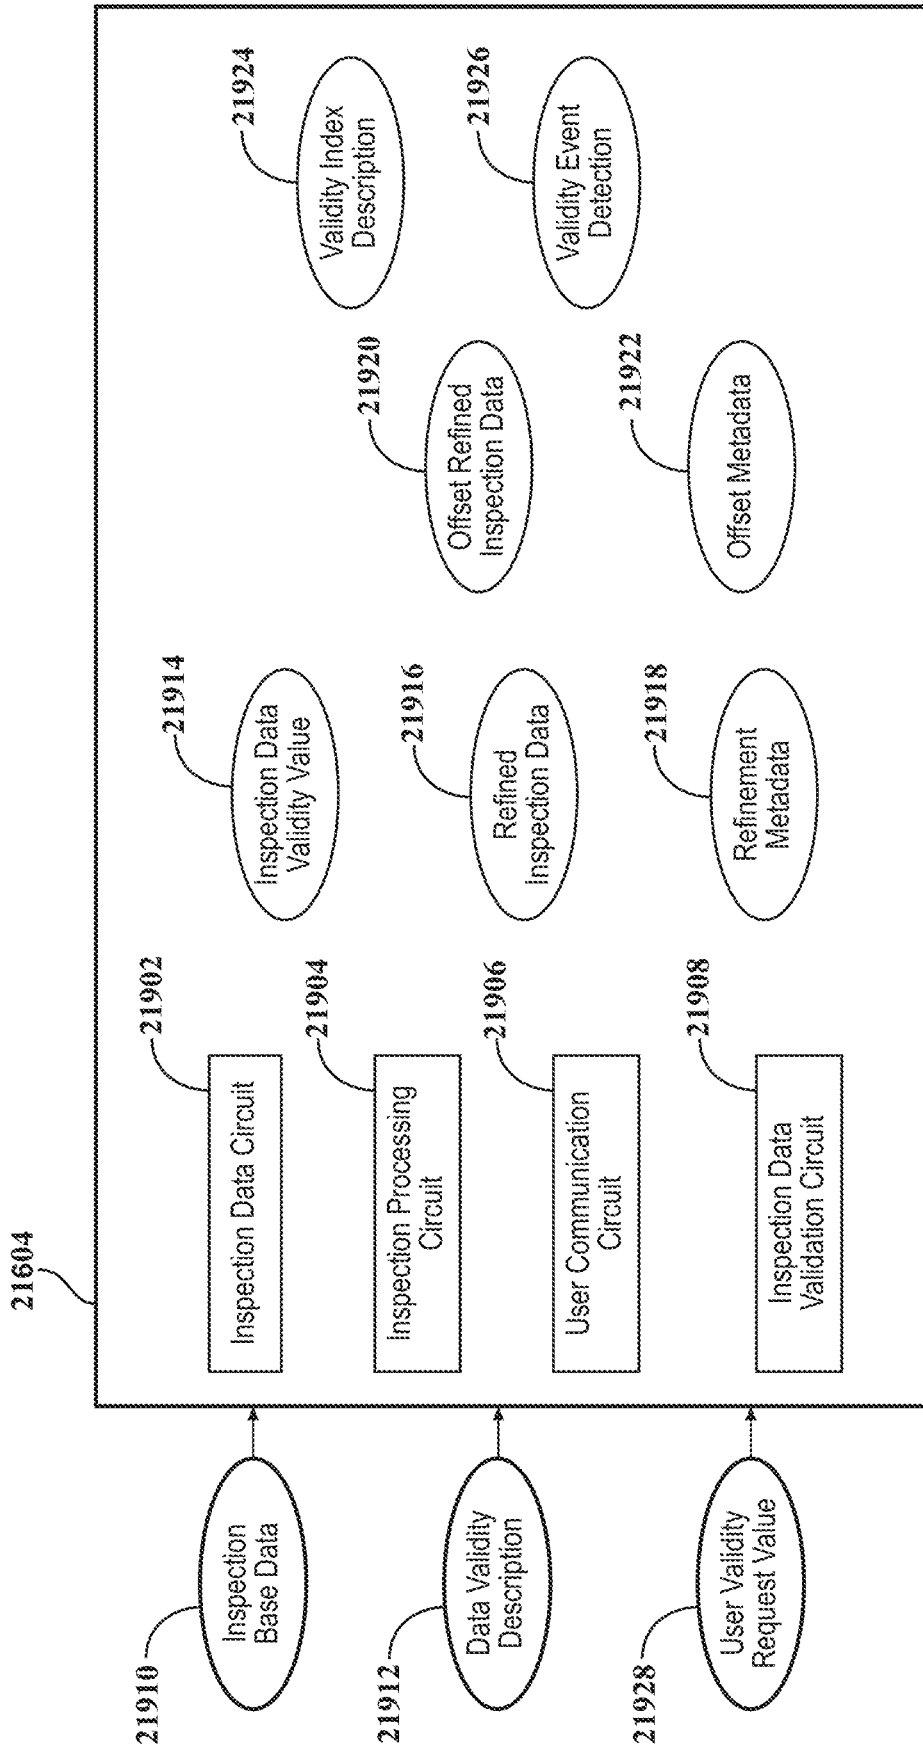 21604
21910
Inspection
Base Data
21912
Data Validity
Description
21928
User Validity
Request Value
21902
Inspection Data Circuit
21904
Inspection Processing
Circuit
21906
User Communication
Circuit
21908
Inspection Data
Validation Circuit
21914
Inspection Data
Validity Value
21916
Refined
Inspection Data
21918
Refinement
Metadata
21920
Offset Refined
Inspection Data
21922
Offset Metadata
21924
Validity Index
Description
21926
Validity Event
Detection